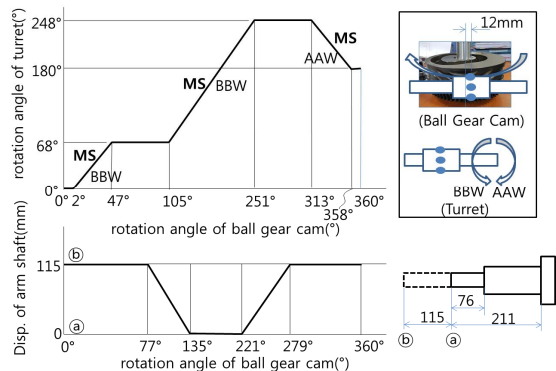 rotation angle of turret(°)
248°
180°
68°
0°
MS
BBW
MS
BBW
MS
AAW
0° 2° 47° 105° 251° 313° 358° 360°
rotation angle of ball gear cam(°)
12mm
(Ball Gear Cam)
BBW AAW
(Turret)
Disp. of arm shaft(mm)
115
0
ⓑ
ⓐ
0° 77° 135° 221° 279° 360°
rotation angle of ball gear cam(°)
76
115 211
ⓑ ⓐ